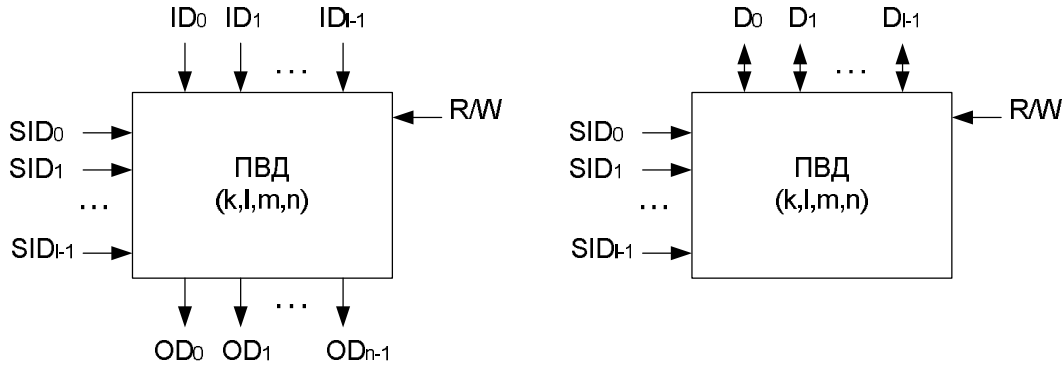 ID₀ ID₁ IDₗ₋₁ D₀ D₁ Dₗ₋₁
... ...
R/W R/W
SID₀ SID₀
SID₁ ПВД SID₁ ПВД
... (k,l,m,n) ... (k,l,m,n)
SIDₗ₋₁ SIDₗ₋₁
...
OD₀ OD₁ ODₙ₋₁